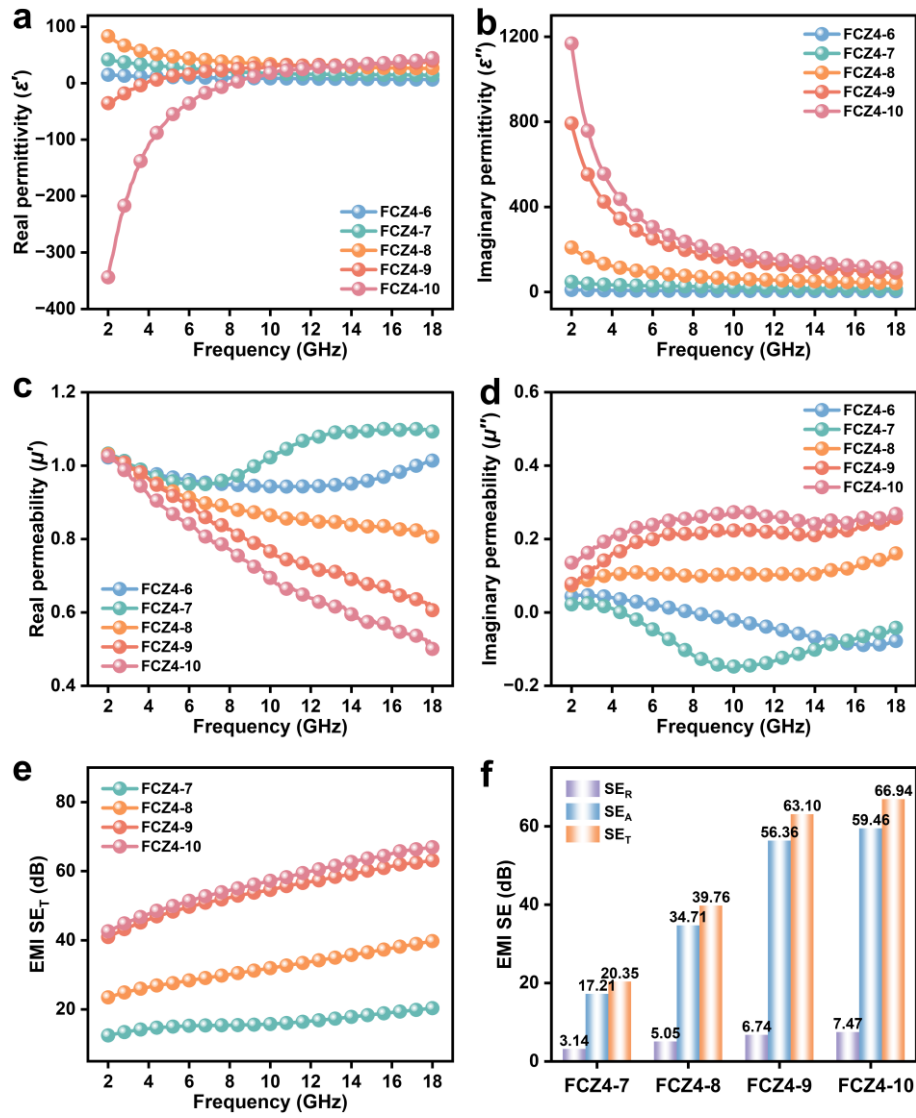 a
Real permittivity (ε′)
100
0
−100
−200
−300
−400
FCZ4-6
FCZ4-7
FCZ4-8
FCZ4-9
FCZ4-10
2 4 6 8 10 12 14 16 18
Frequency (GHz)
b
Imaginary permittivity (ε″)
1200
800
400
0
FCZ4-6
FCZ4-7
FCZ4-8
FCZ4-9
FCZ4-10
2 4 6 8 10 12 14 16 18
Frequency (GHz)
c
Real permeability (μ′)
1.2
1.0
0.8
0.6
0.4
FCZ4-6
FCZ4-7
FCZ4-8
FCZ4-9
FCZ4-10
2 4 6 8 10 12 14 16 18
Frequency (GHz)
d
Imaginary permeability (μ″)
0.6
0.4
0.2
0.0
−0.2
FCZ4-6
FCZ4-7
FCZ4-8
FCZ4-9
FCZ4-10
2 4 6 8 10 12 14 16 18
Frequency (GHz)
e
EMI SE_T (dB)
80
60
40
20
FCZ4-7
FCZ4-8
FCZ4-9
FCZ4-10
2 4 6 8 10 12 14 16 18
Frequency (GHz)
f
EMI SE (dB)
60
40
20
0
SE_R
SE_A
SE_T
3.14 17.21 20.35
5.05 34.71 39.76
6.74 56.36 63.10
7.47 59.46 66.94
FCZ4-7 FCZ4-8 FCZ4-9 FCZ4-10